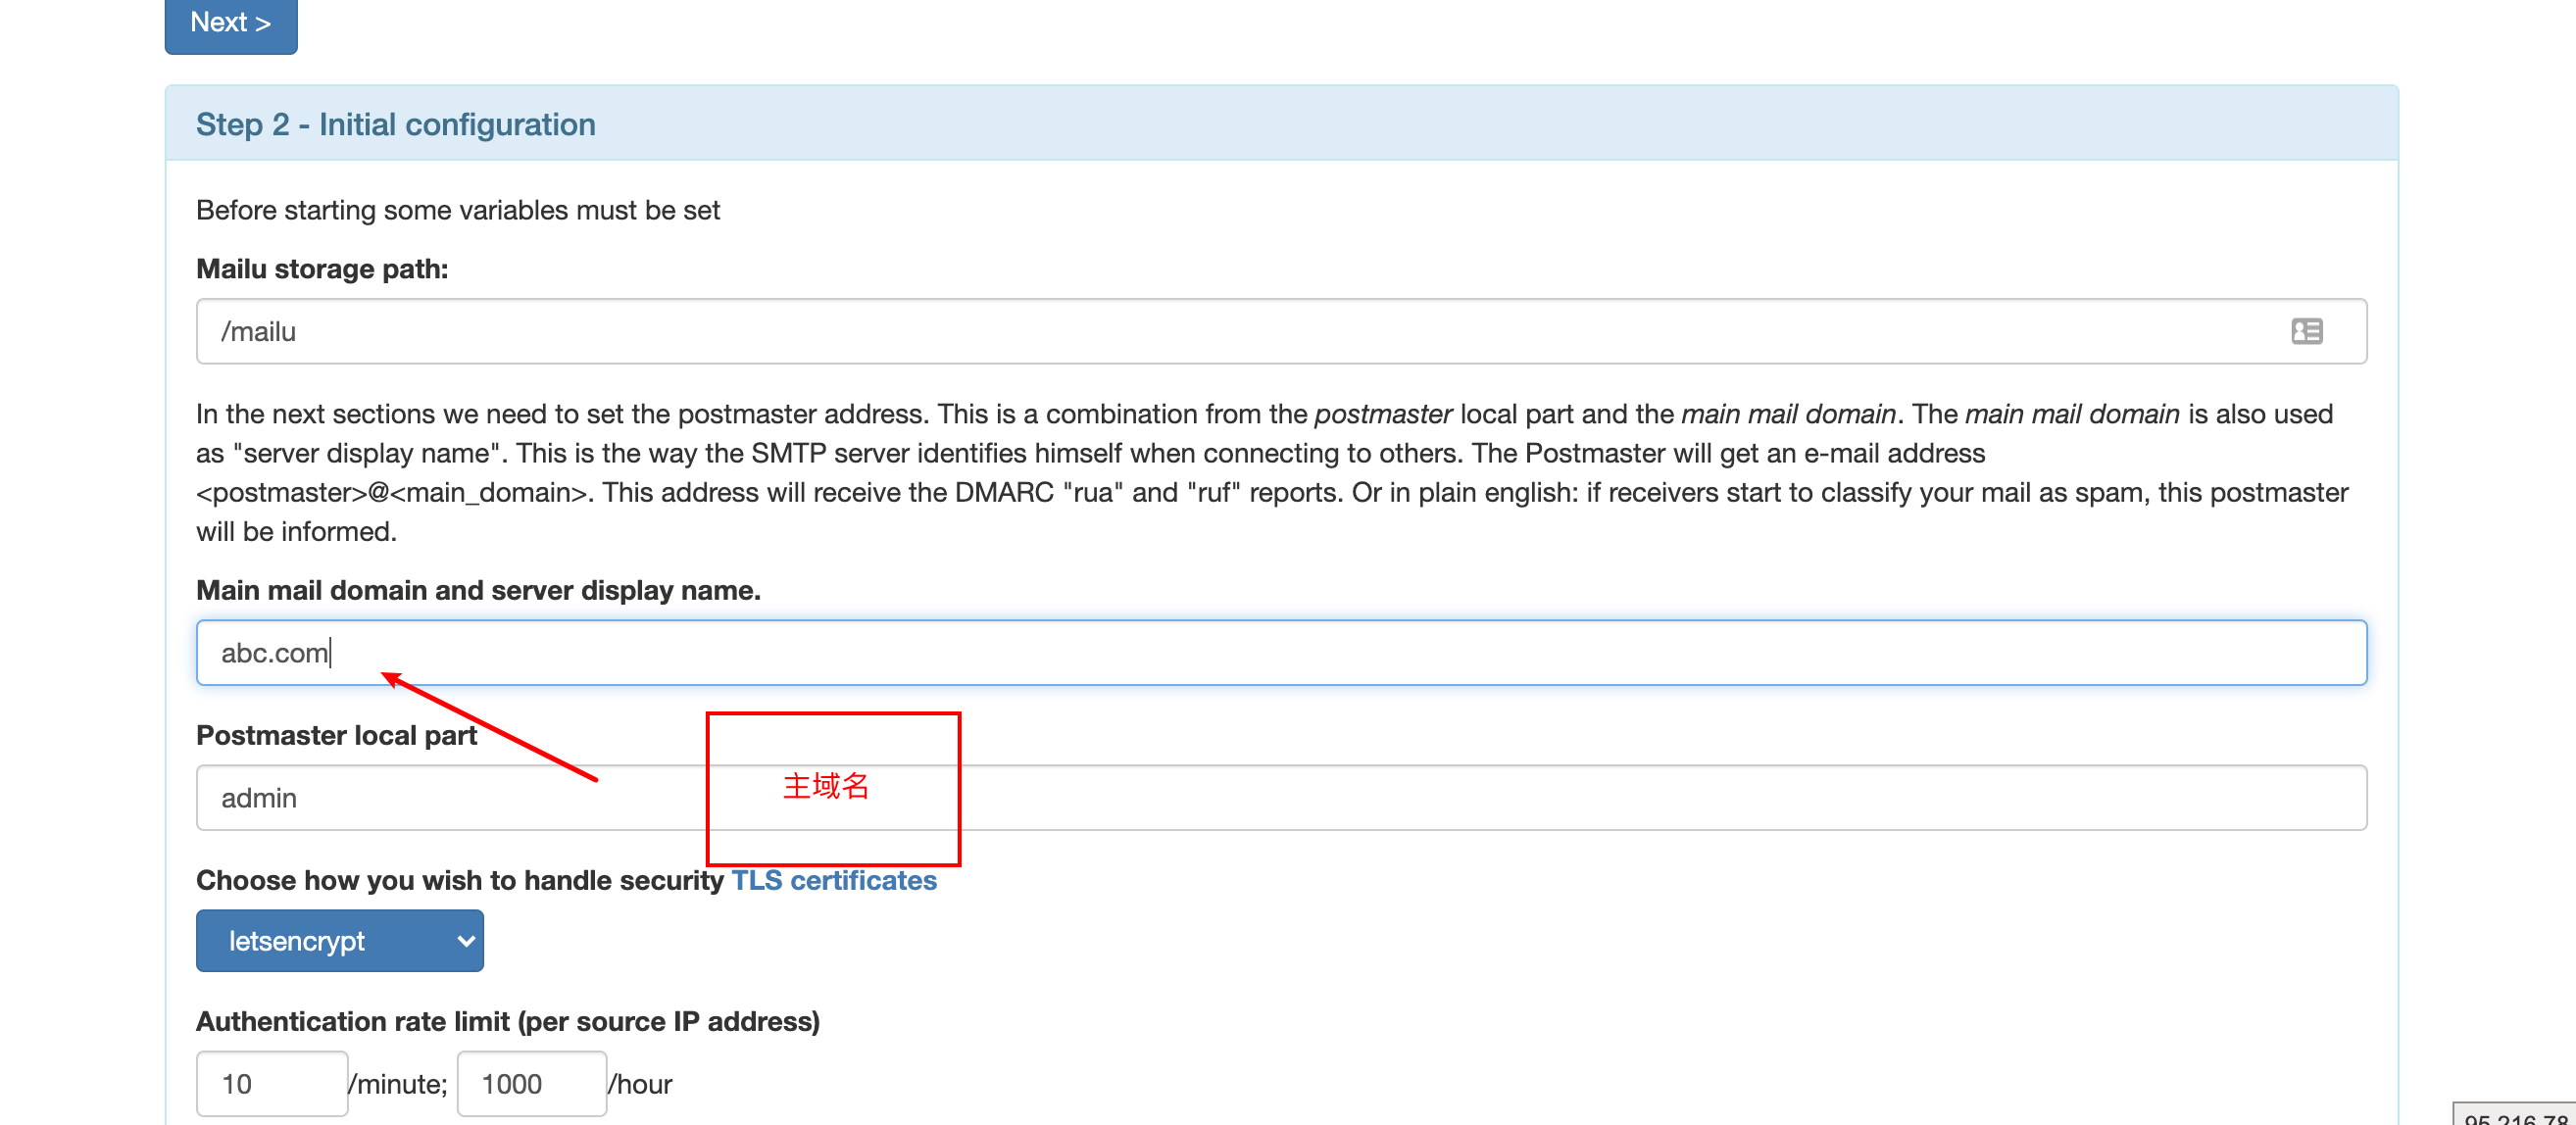 Next >
Step 2 - Initial configuration
Before starting some variables must be set
Mailu storage path:
/mailu
In the next sections we need to set the postmaster address. This is a combination from the postmaster local part and the main mail domain. The main mail domain is also used
as "server display name". This is the way the SMTP server identifies himself when connecting to others. The Postmaster will get an e-mail address
<postmaster>@<main_domain>. This address will receive the DMARC "rua" and "ruf" reports. Or in plain english: if receivers start to classify your mail as spam, this postmaster
will be informed.
Main mail domain and server display name.
abc.com
Postmaster local part
主域名
admin
Choose how you wish to handle security TLS certificates
letsencrypt
Authentication rate limit (per source IP address)
10 /minute; 1000 /hour